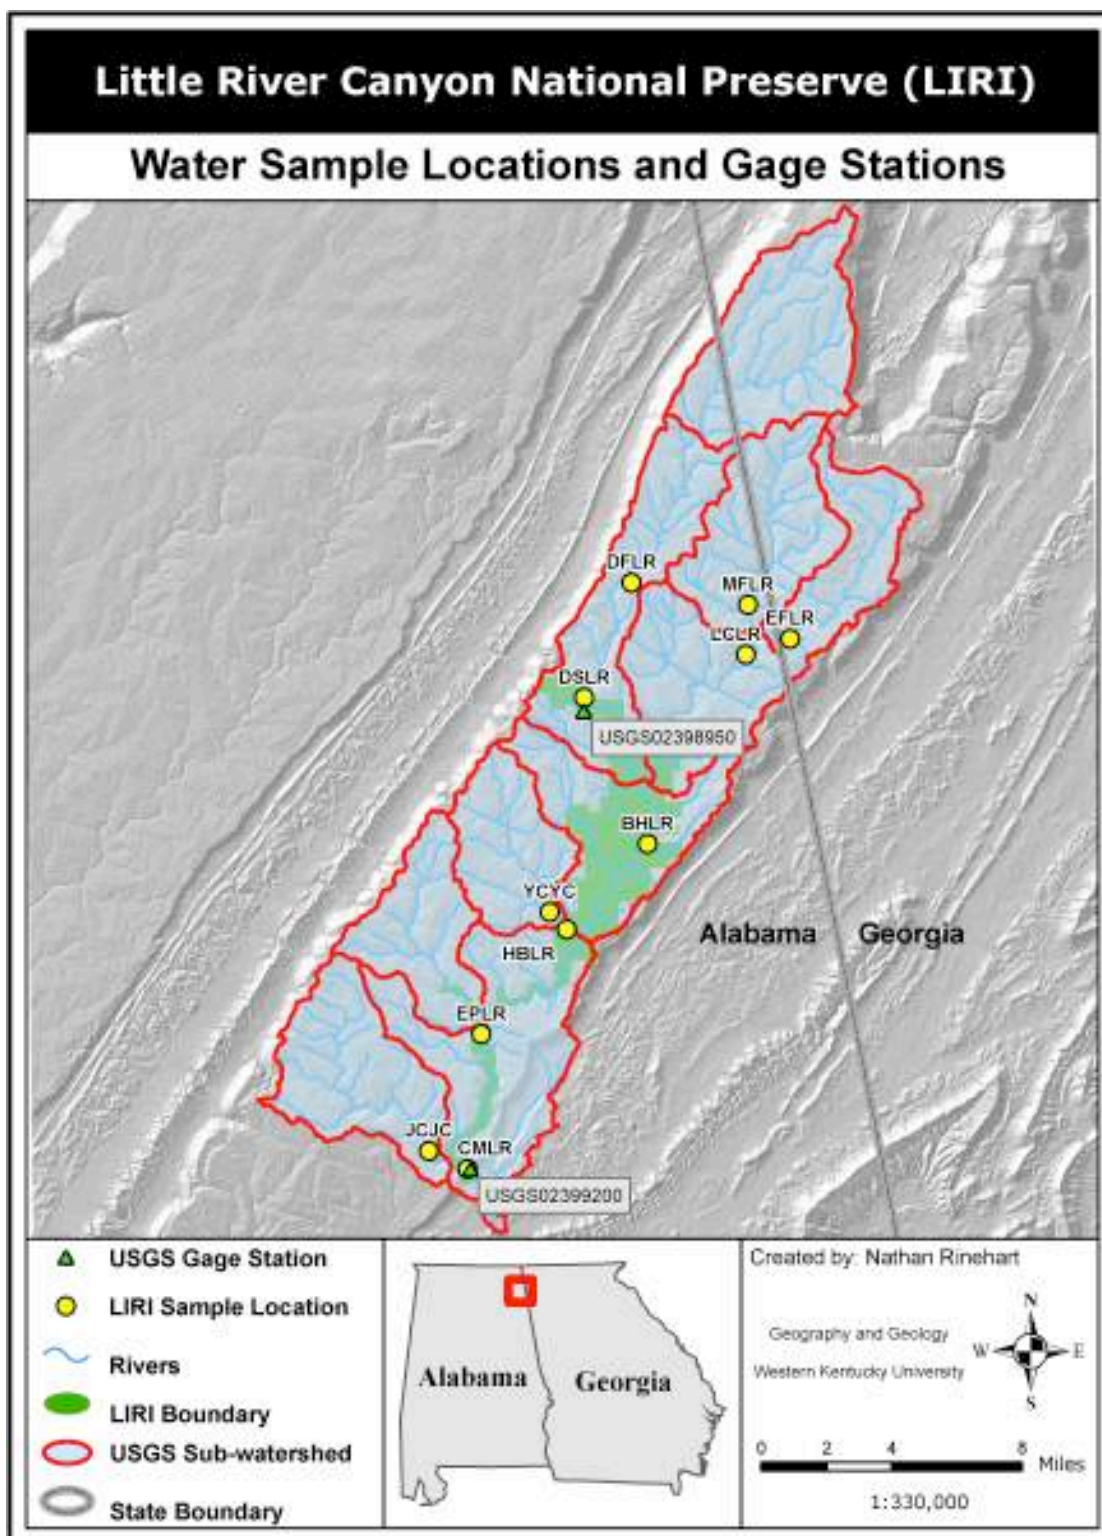 Little River Canyon National Preserve (LIRI)
Water Sample Locations and Gage Stations
DFLR
MFLR
EFLR
LCLR
DSLR
USGS02398950
BHLR
YCYC
HBLR
Alabama
Georgia
EPLR
JCJC
CMLR
USGS02399200
USGS Gage Station
LIRI Sample Location
Rivers
LIRI Boundary
USGS Sub-watershed
State Boundary
Alabama
Georgia
Created by: Nathan Rinehart
Geography and Geology
Western Kentucky University
N
W E
S
0 2 4 8 Miles
1:330,000